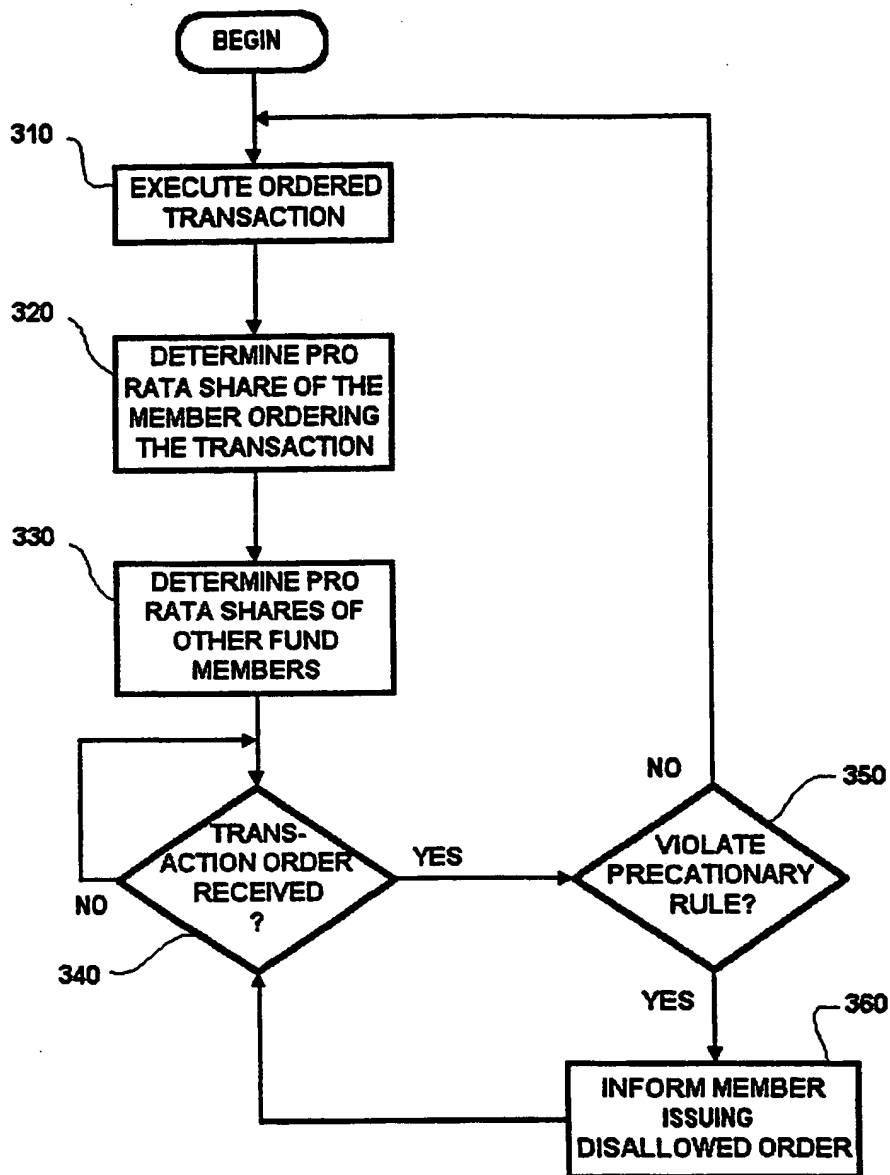 BEGIN
310
EXECUTE ORDERED
TRANSACTION
320
DETERMINE PRO
RATA SHARE OF THE
MEMBER ORDERING
THE TRANSACTION
330
DETERMINE PRO
RATA SHARES OF
OTHER FUND
MEMBERS
TRANS-
ACTION ORDER
RECEIVED
?
NO
YES
340
NO
350
VIOLATE
PRECATIONARY
RULE?
YES
360
INFORM MEMBER
ISSUING
DISALLOWED ORDER